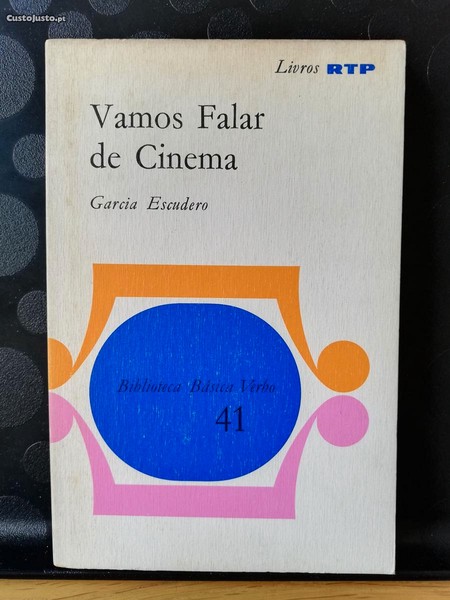 CustoJusto.pt
Livros RTP
Vamos Falar
de Cinema
Garcia Escudero
Biblioteca Básica Verbo
41